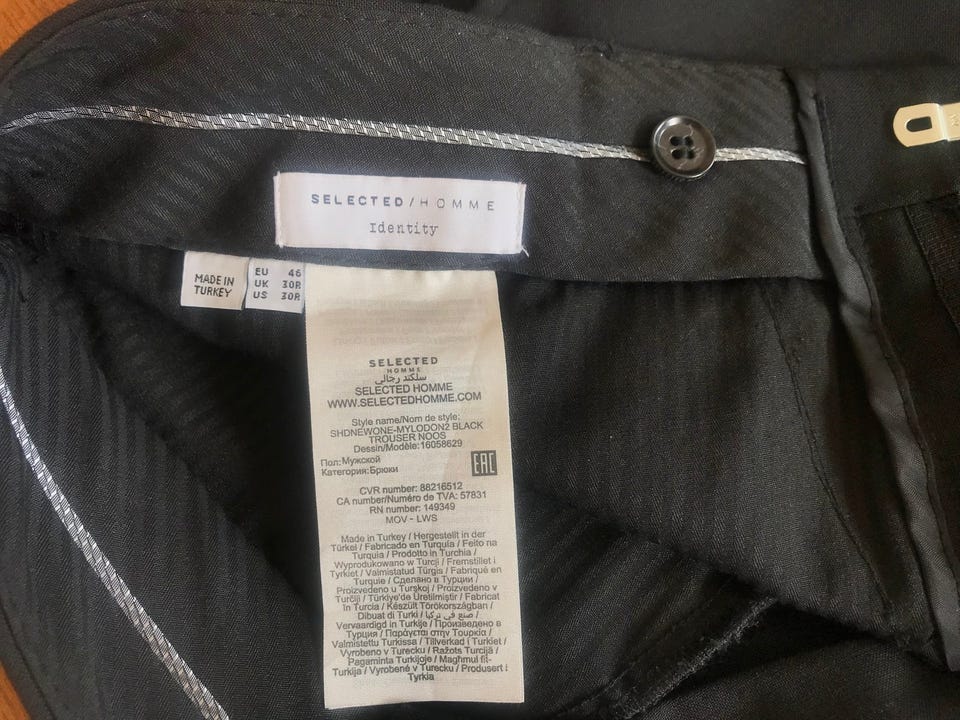 SELECTED/HOMME
Identity
MADE IN
TURKEY
EU 46
UK 30R
US 30R
SELECTED
HOMME
سلكتد رجالي
SELECTED HOMME
WWW.SELECTEDHOMME.COM
Style name/Nom de style:
SHDNEWONE-MYLODON2 BLACK
TROUSER NOOS
Dessin/Modèle:16058629
Пол:Мужской
Категория:Брюки
EAC
CVR number: 88216512
CA number/Numéro de TVA: 57831
RN number: 149349
MOV - LWS
Made in Turkey / Hergestellt in der
Türkei / Fabricado en Turquía / Feito na
Turquia / Prodotto in Turchia /
Wyprodukowano w Turcji / Fremstillet i
Tyrkiet / Valmistatud Türgis / Fabriqué en
Turquie / Сделано в Турции /
Proizvedeno u Turskoj / Proizvedeno v
Turčiji / Türkiye'de Üretilmiştir / Fabricat
în Turcia / Készült Törökországban /
Dibuat di Turki / صنع في تركيا /
Vervaardigd in Turkije / Произведено в
Турция / Παράγεται στην Τουρκία /
Valmistettu Turkissa / Tillverkad i Turkiet /
Vyrobeno v Turecku / Ražots Turcijā /
Pagaminta Turkijoje / Magħmul fit-
Turkija / Vyrobené v Turecku / Produsert i
Tyrkia